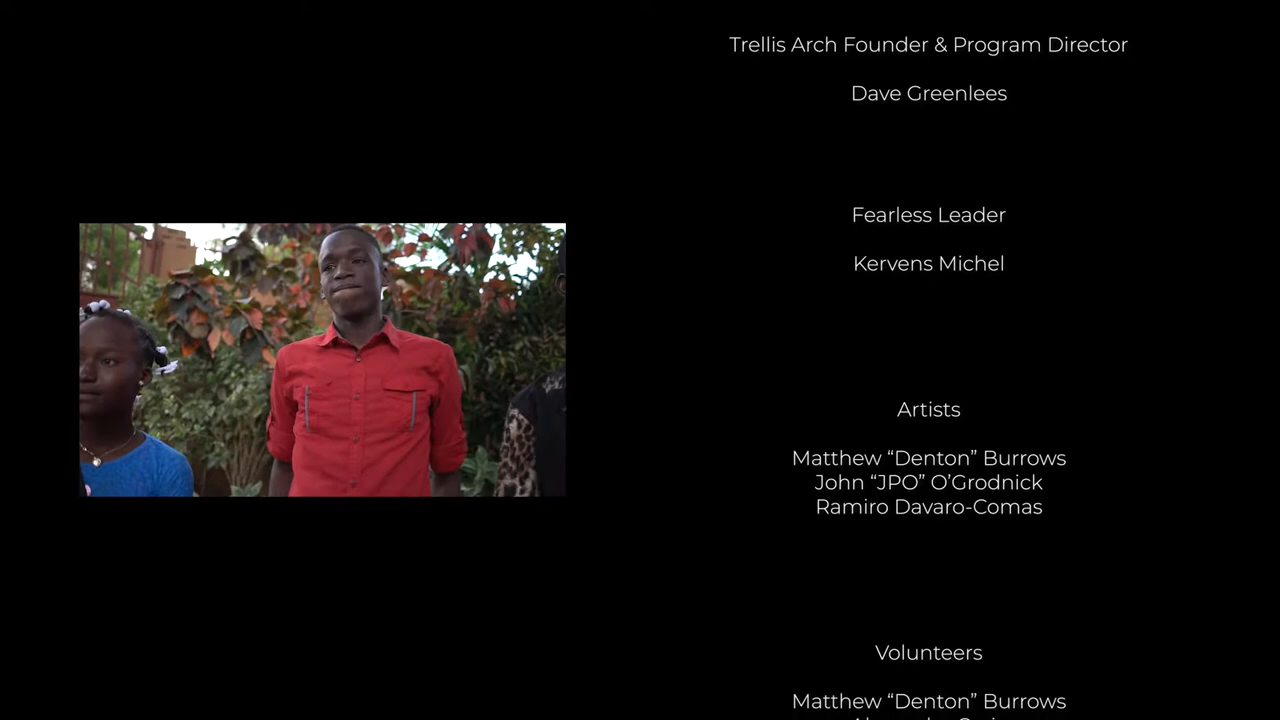 Trellis Arch Founder & Program Director
Dave Greenlees
Fearless Leader
Kervens Michel
Artists
Matthew “Denton” Burrows
John “JPO” O’Grodnick
Ramiro Davaro-Comas
Volunteers
Matthew “Denton” Burrows